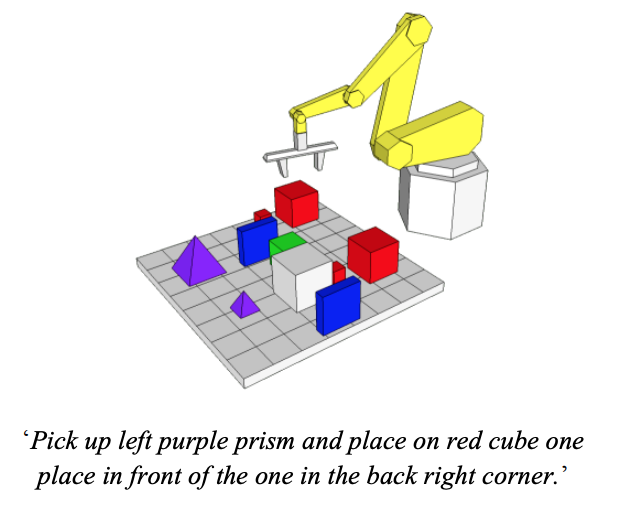 ‘Pick up left purple prism and place on red cube one
place in front of the one in the back right corner.’